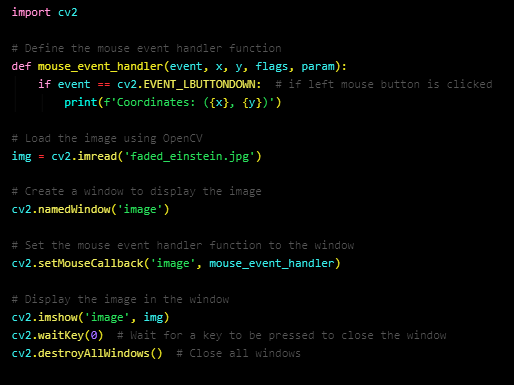 import cv2
# Define the mouse event handler function
def mouse_event_handler(event, x, y, flags, param):
    if event == cv2.EVENT_LBUTTONDOWN:  # if left mouse button is clicked
        print(f'Coordinates: ({x}, {y})')
# Load the image using OpenCV
img = cv2.imread('faded_einstein.jpg')
# Create a window to display the image
cv2.namedWindow('image')
# Set the mouse event handler function to the window
cv2.setMouseCallback('image', mouse_event_handler)
# Display the image in the window
cv2.imshow('image', img)
cv2.waitKey(0)  # Wait for a key to be pressed to close the window
cv2.destroyAllWindows()  # Close all windows